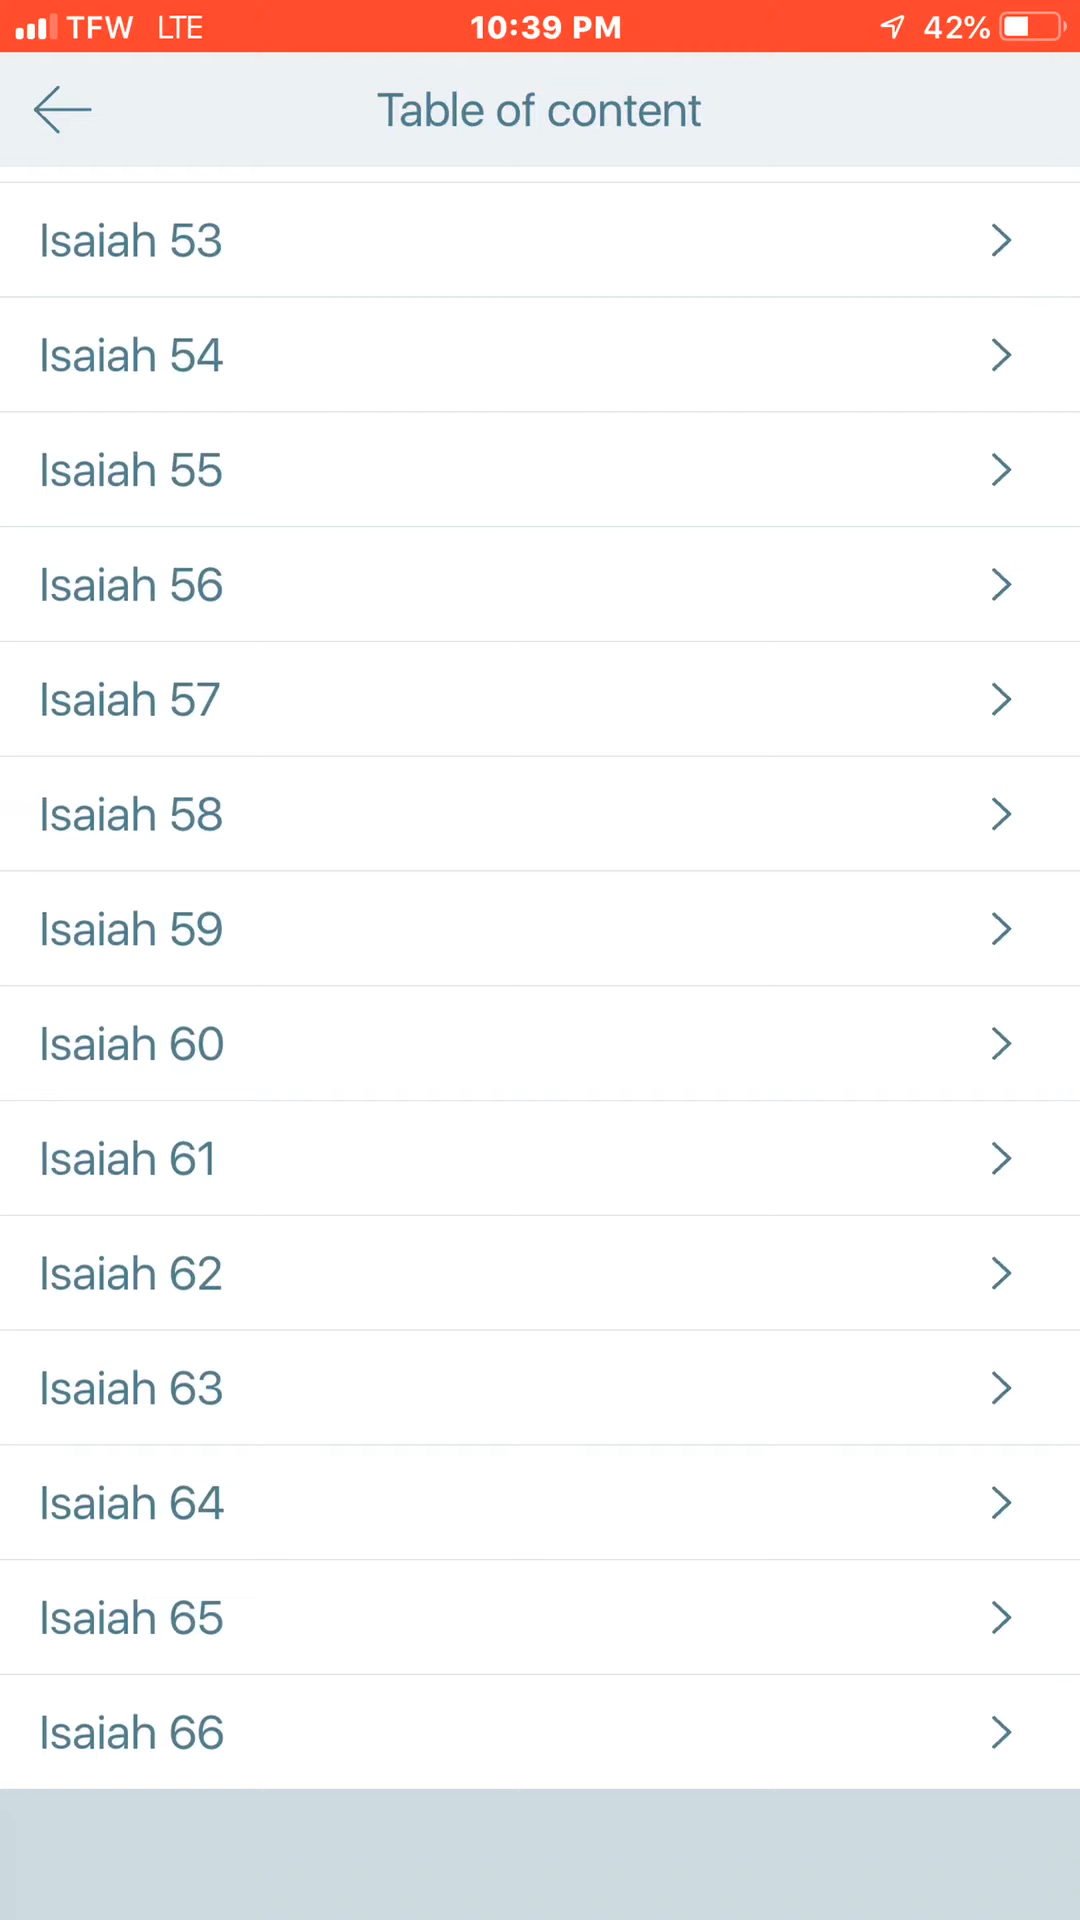 TFW LTE 10:39 PM 42%
Table of content
Isaiah 53
Isaiah 54
Isaiah 55
Isaiah 56
Isaiah 57
Isaiah 58
Isaiah 59
Isaiah 60
Isaiah 61
Isaiah 62
Isaiah 63
Isaiah 64
Isaiah 65
Isaiah 66